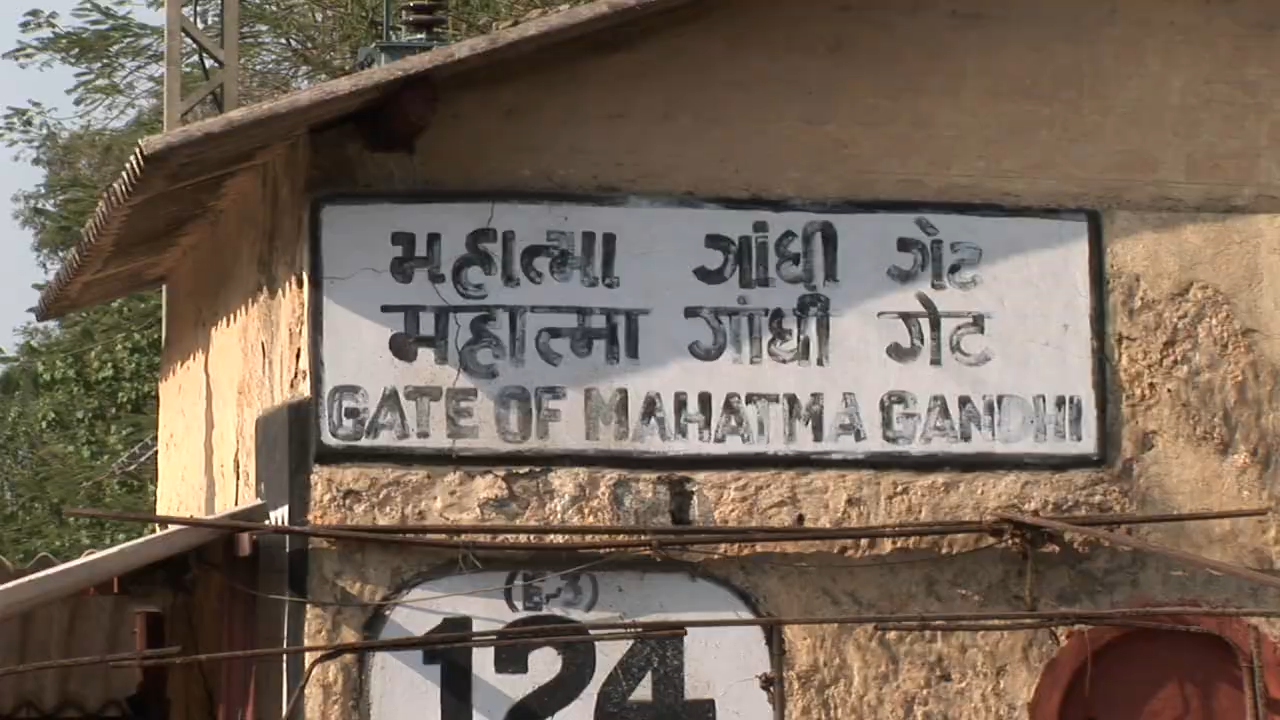 મહાત્મા ગાંધી ગેટ
महात्मा गांधी गेट
GATE OF MAHATMA GANDHI
(E-3)
124